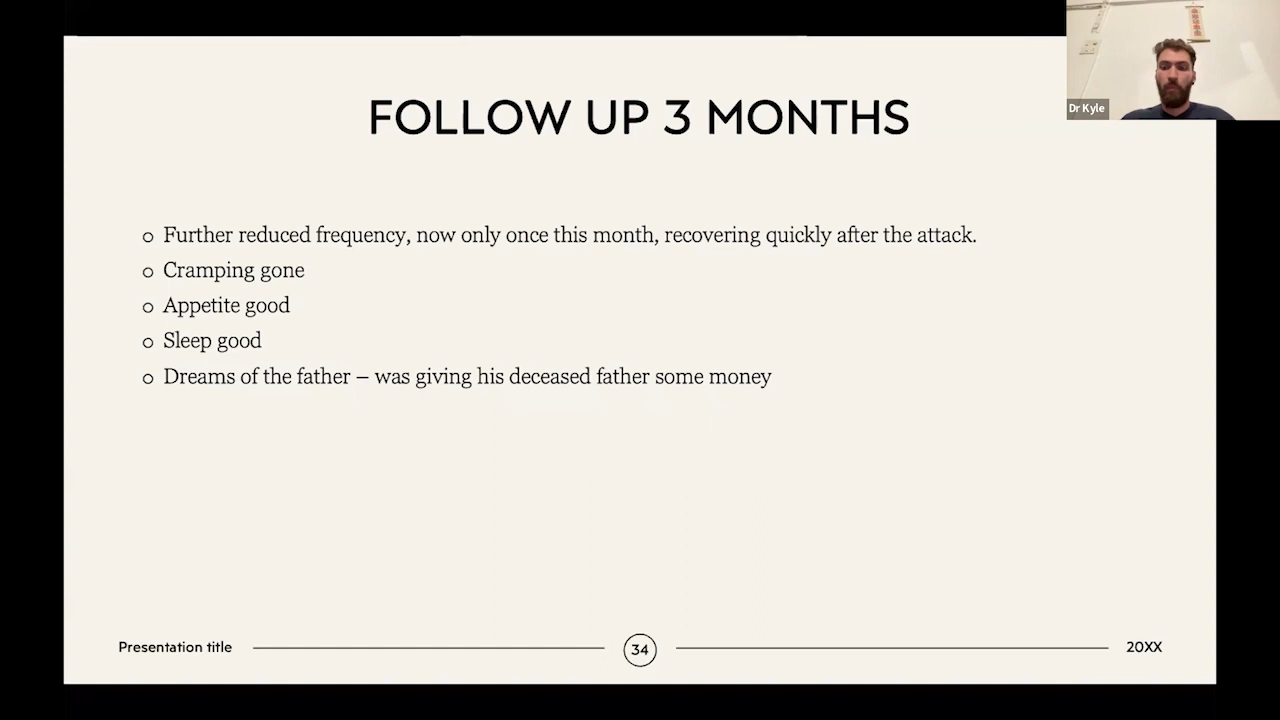 Dr Kyle
FOLLOW UP 3 MONTHS
Further reduced frequency, now only once this month, recovering quickly after the attack.
Cramping gone
Appetite good
Sleep good
Dreams of the father – was giving his deceased father some money
Presentation title
34
20XX